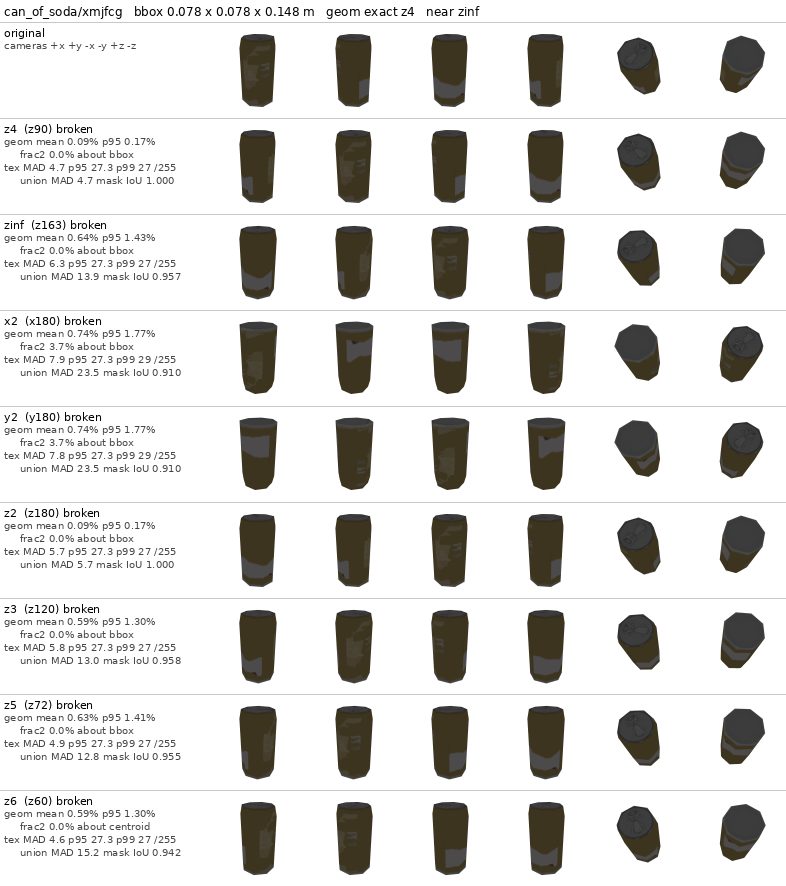 can_of_soda/xmjfcg bbox 0.078 x 0.078 x 0.148 m geom exact z4 near zinf
original
cameras +x +y -x -y +z -z
z4 (z90) broken
geom mean 0.09% p95 0.17%
frac2 0.0% about bbox
tex MAD 4.7 p95 27.3 p99 27 /255
union MAD 4.7 mask IoU 1.000
zinf (z163) broken
geom mean 0.64% p95 1.43%
frac2 0.0% about bbox
tex MAD 6.3 p95 27.3 p99 27 /255
union MAD 13.9 mask IoU 0.957
x2 (x180) broken
geom mean 0.74% p95 1.77%
frac2 3.7% about bbox
tex MAD 7.9 p95 27.3 p99 29 /255
union MAD 23.5 mask IoU 0.910
y2 (y180) broken
geom mean 0.74% p95 1.77%
frac2 3.7% about bbox
tex MAD 7.8 p95 27.3 p99 29 /255
union MAD 23.5 mask IoU 0.910
z2 (z180) broken
geom mean 0.09% p95 0.17%
frac2 0.0% about bbox
tex MAD 5.7 p95 27.3 p99 27 /255
union MAD 5.7 mask IoU 1.000
z3 (z120) broken
geom mean 0.59% p95 1.30%
frac2 0.0% about bbox
tex MAD 5.8 p95 27.3 p99 27 /255
union MAD 13.0 mask IoU 0.958
z5 (z72) broken
geom mean 0.63% p95 1.41%
frac2 0.0% about bbox
tex MAD 4.9 p95 27.3 p99 27 /255
union MAD 12.8 mask IoU 0.955
z6 (z60) broken
geom mean 0.59% p95 1.30%
frac2 0.0% about centroid
tex MAD 4.6 p95 27.3 p99 27 /255
union MAD 15.2 mask IoU 0.942